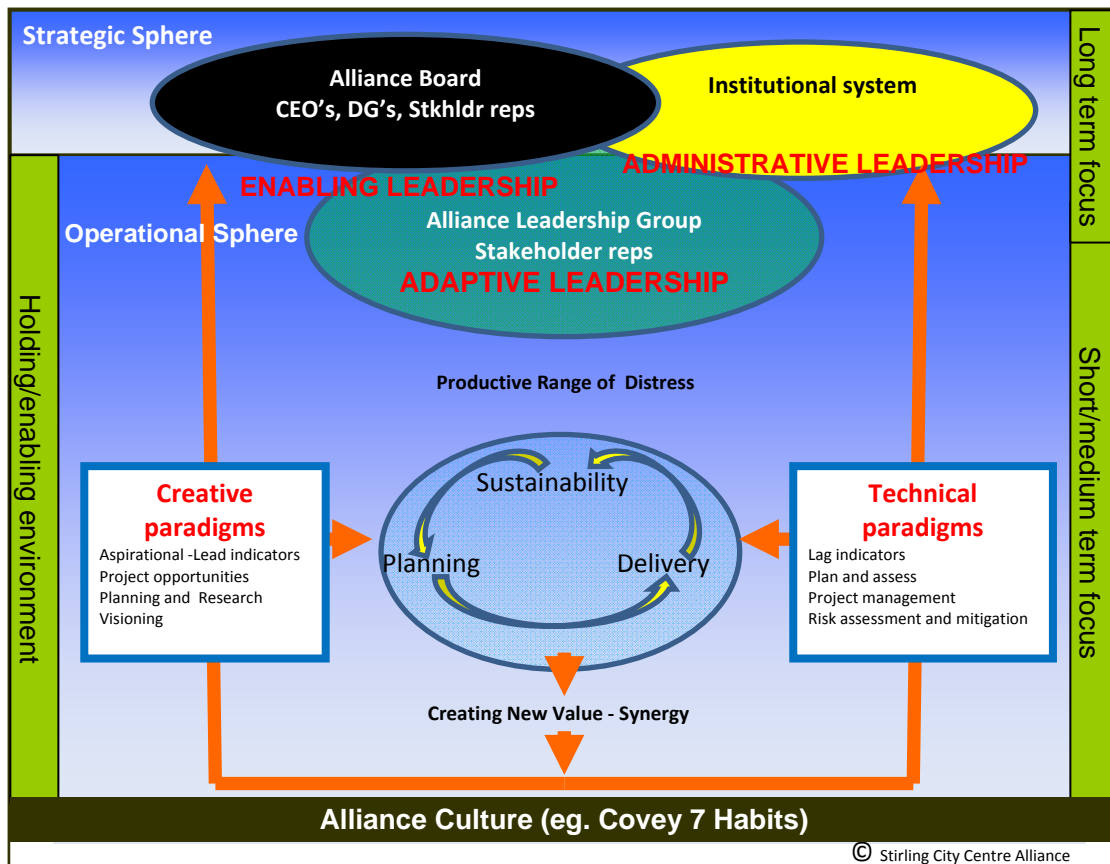 Strategic Sphere
Alliance Board
CEO's, DG's, Stkhldr reps
Institutional system
Long term focus
ENABLING LEADERSHIP
ADMINISTRATIVE LEADERSHIP
Operational Sphere
Alliance Leadership Group
Stakeholder reps
ADAPTIVE LEADERSHIP
Holding/enabling environment
Short/medium term focus
Productive Range of Distress
Creative
paradigms
Aspirational -Lead indicators
Project opportunities
Planning and Research
Visioning
Sustainability
Planning
Delivery
Technical
paradigms
Lag indicators
Plan and assess
Project management
Risk assessment and mitigation
Creating New Value - Synergy
Alliance Culture (eg. Covey 7 Habits)
© Stirling City Centre Alliance